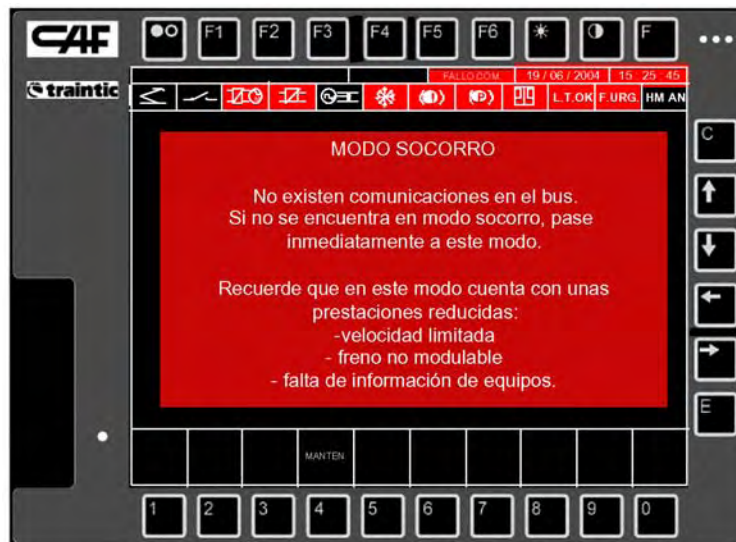 CAF
F1 F2 F3 F4 F5 F6 F
traintic
FALLO COM. 19 / 06 / 2004 15 25 45
L.T.OK F.URG. HM AN
C
MODO SOCORRO
No existen comunicaciones en el bus.
Si no se encuentra en modo socorro, pase
inmediatamente a este modo.
Recuerde que en este modo cuenta con unas
prestaciones reducidas:
-velocidad limitada
- freno no modulable
- falta de información de equipos.
E
MANTEN.
1 2 3 4 5 6 7 8 9 0